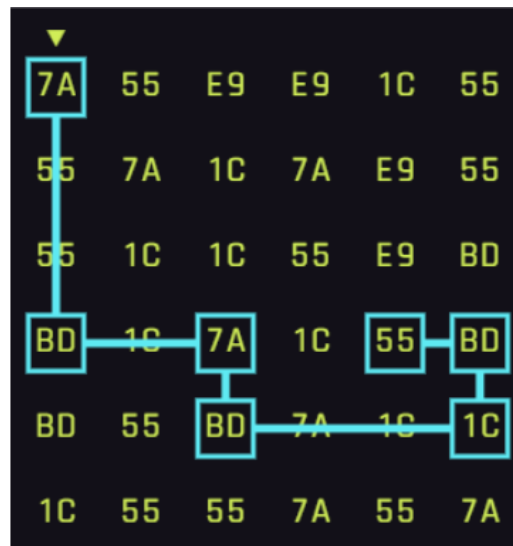 7A 55 E9 E9 1C 55
55 7A 1C 7A E9 55
55 1C 1C 55 E9 BD
BD 1C 7A 1C 55 BD
BD 55 BD 7A 1C 1C
1C 55 55 7A 55 7A